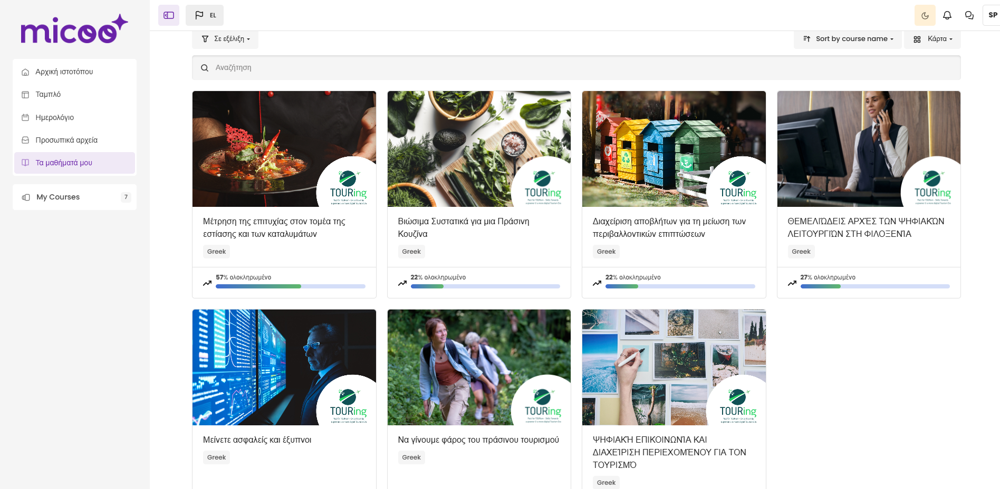 micoo
EL
SP
Αρχική ιστοτόπου
Ταμπλό
Ημερολόγιο
Προσωπικά αρχεία
Τα μαθήματά μου
My Courses 7
Σε εξέλιξη
Sort by course name
Κάρτα
Αναζήτηση
TOURing
TOURing
TOURing
TOURing
Μέτρηση της επιτυχίας στον τομέα της
εστίασης και των καταλυμάτων
Greek
57% ολοκληρωμένο
Βιώσιμα Συστατικά για μια Πράσινη
Κουζίνα
Greek
22% ολοκληρωμένο
Διαχείριση αποβλήτων για τη μείωση των
περιβαλλοντικών επιπτώσεων
Greek
22% ολοκληρωμένο
ΘΕΜΕΛΙΏΔΕΙΣ ΑΡΧΈΣ ΤΩΝ ΨΗΦΙΑΚΏΝ
ΛΕΙΤΟΥΡΓΙΏΝ ΣΤΗ ΦΙΛΟΞΕΝΊΑ
Greek
27% ολοκληρωμένο
TOURing
TOURing
TOURing
Μείνετε ασφαλείς και έξυπνοι
Greek
Να γίνουμε φάρος του πράσινου τουρισμού
Greek
ΨΗΦΙΑΚΉ ΕΠΙΚΟΙΝΩΝΊΑ ΚΑΙ
ΔΙΑΧΕΊΡΙΣΗ ΠΕΡΙΕΧΟΜΈΝΟΥ ΓΙΑ ΤΟΝ
ΤΟΥΡΙΣΜΌ
Greek